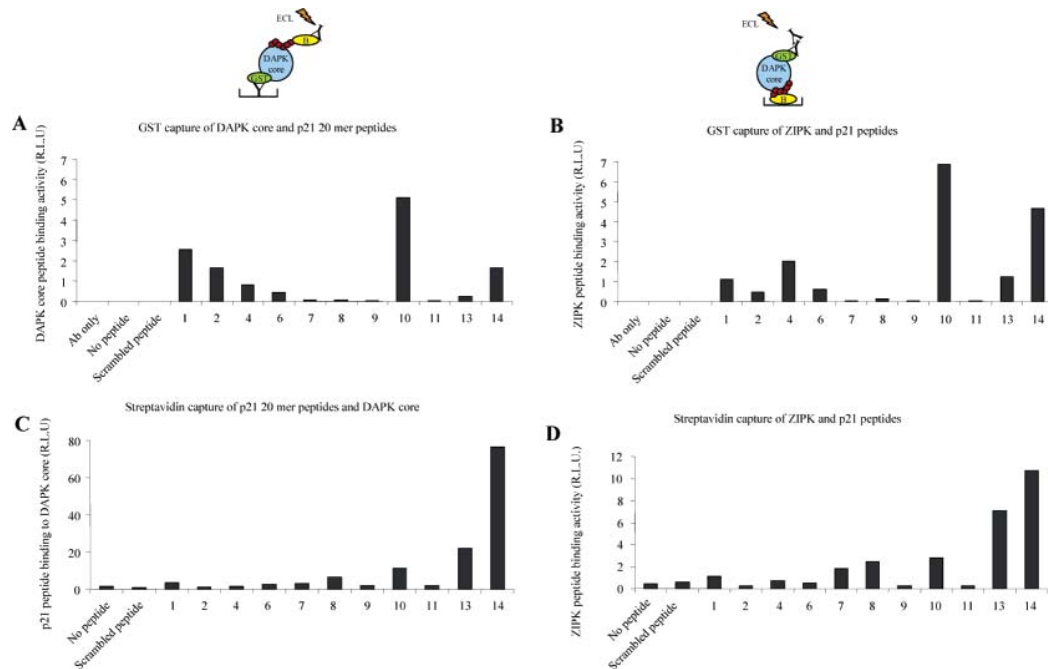 ECL
B
DAPK
core
GST
ECL
GST
DAPK
core
B
A
GST capture of DAPK core and p21 20 mer peptides
DAPK core peptide binding activity (R.L.U)
7
6
5
4
3
2
1
0
Ab only
No peptide
Scrambled peptide
1 2 4 6 7 8 9 10 11 13 14
B
GST capture of ZIPK and p21 peptides
ZIPK peptide binding activity (R.L.U)
7
6
5
4
3
2
1
0
Ab only
No peptide
Scrambled peptide
1 2 4 6 7 8 9 10 11 13 14
C
Streptavidin capture of p21 20 mer peptides and DAPK core
p21 peptide binding to DAPK core (R.L.U)
80
60
40
20
0
No peptide
Scrambled peptide
1 2 4 6 7 8 9 10 11 13 14
D
Streptavidin capture of ZIPK and p21 peptides
ZIPK peptide binding activity (R.L.U.)
12
10
8
6
4
2
0
No peptide
Scrambled peptide
1 2 4 6 7 8 9 10 11 13 14